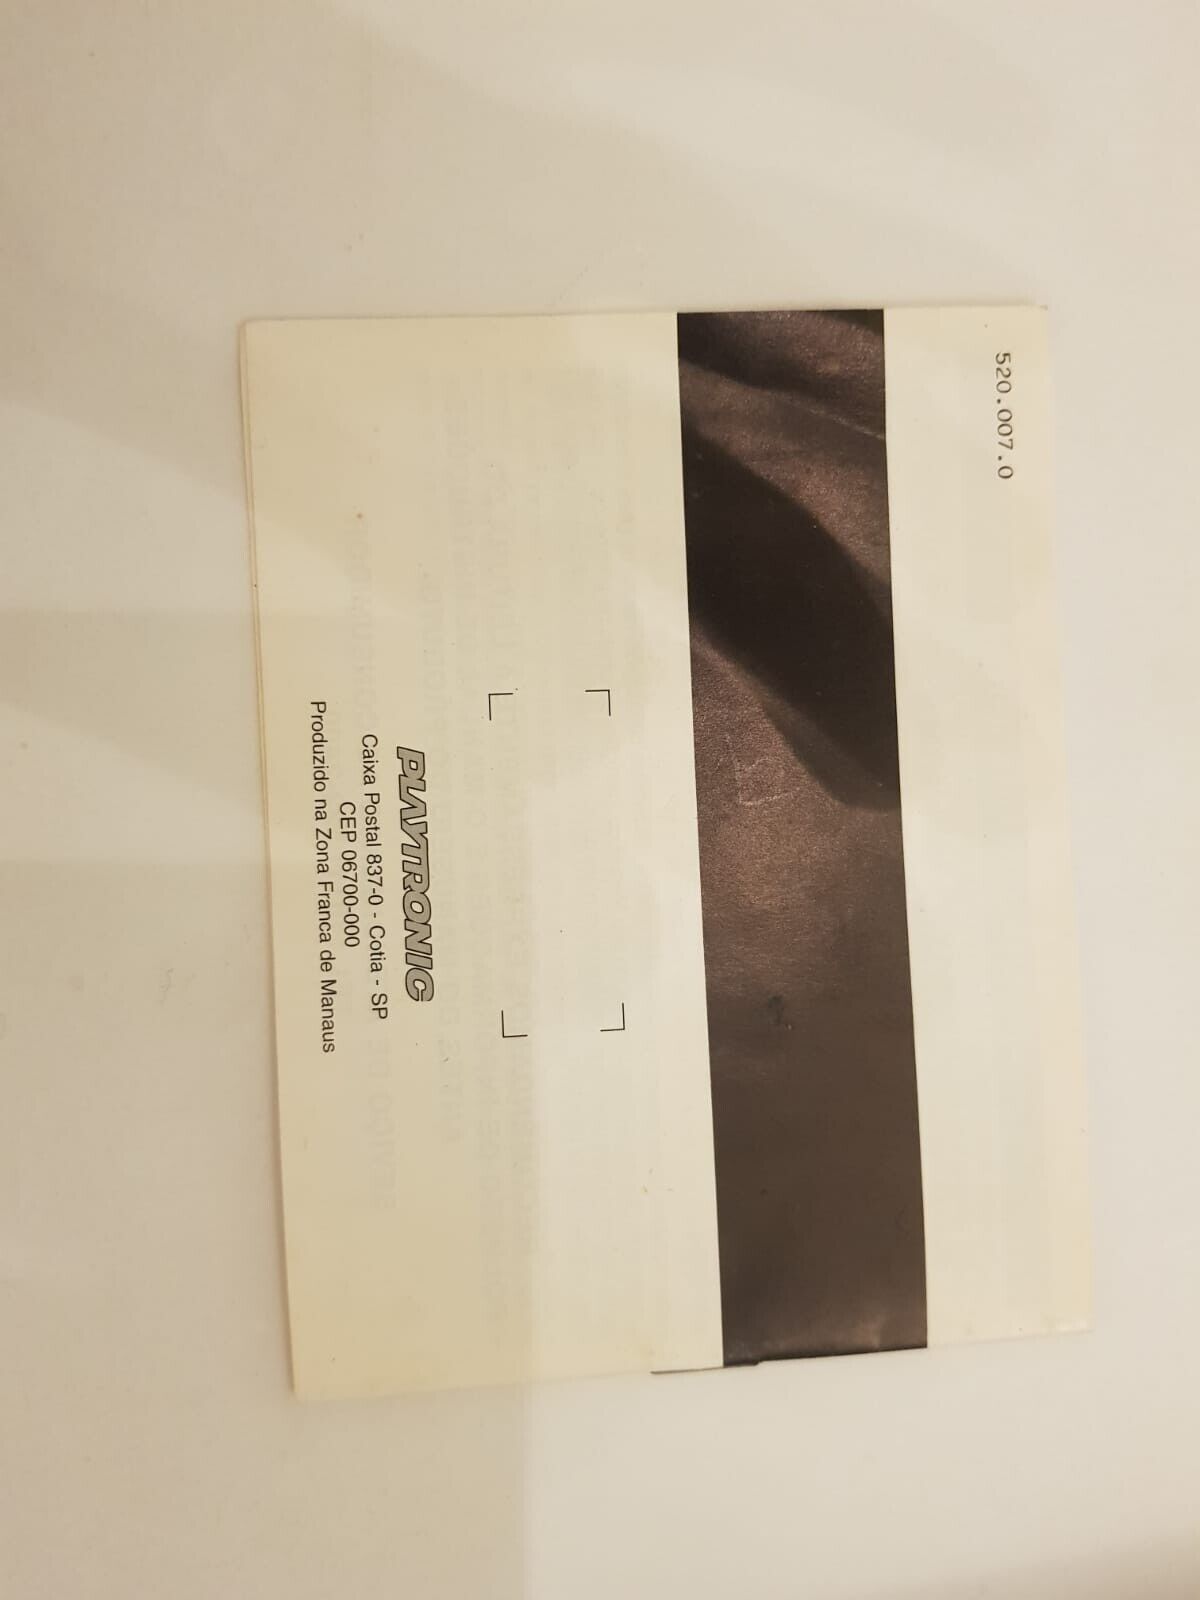 520.007.0
PLAYTRONIC
Caixa Postal 837-0 - Cotia - SP
CEP 06700-000
Produzido na Zona Franca de Manaus